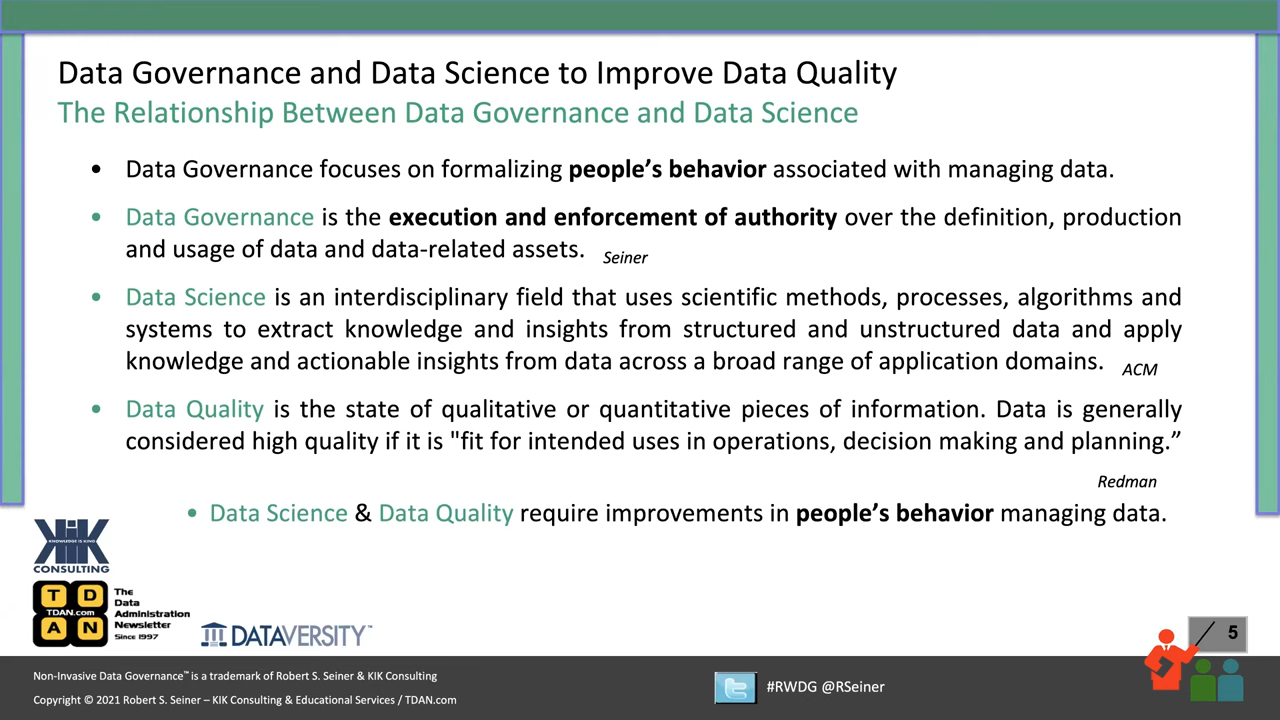 Data Governance and Data Science to Improve Data Quality
The Relationship Between Data Governance and Data Science
• Data Governance focuses on formalizing people’s behavior associated with managing data.
• Data Governance is the execution and enforcement of authority over the definition, production
and usage of data and data-related assets. Seiner
• Data Science is an interdisciplinary field that uses scientific methods, processes, algorithms and
systems to extract knowledge and insights from structured and unstructured data and apply
knowledge and actionable insights from data across a broad range of application domains. ACM
• Data Quality is the state of qualitative or quantitative pieces of information. Data is generally
considered high quality if it is "fit for intended uses in operations, decision making and planning.”
Redman
• Data Science & Data Quality require improvements in people’s behavior managing data.
KIK
KNOWLEDGE IS KING
CONSULTING
T D
TDAN.com
A N
The
Data
Administration
Newsletter
Since 1997
DATAVERSITY™
5
Non-Invasive Data Governance™ is a trademark of Robert S. Seiner & KIK Consulting
Copyright © 2021 Robert S. Seiner – KIK Consulting & Educational Services / TDAN.com
#RWDG @RSeiner